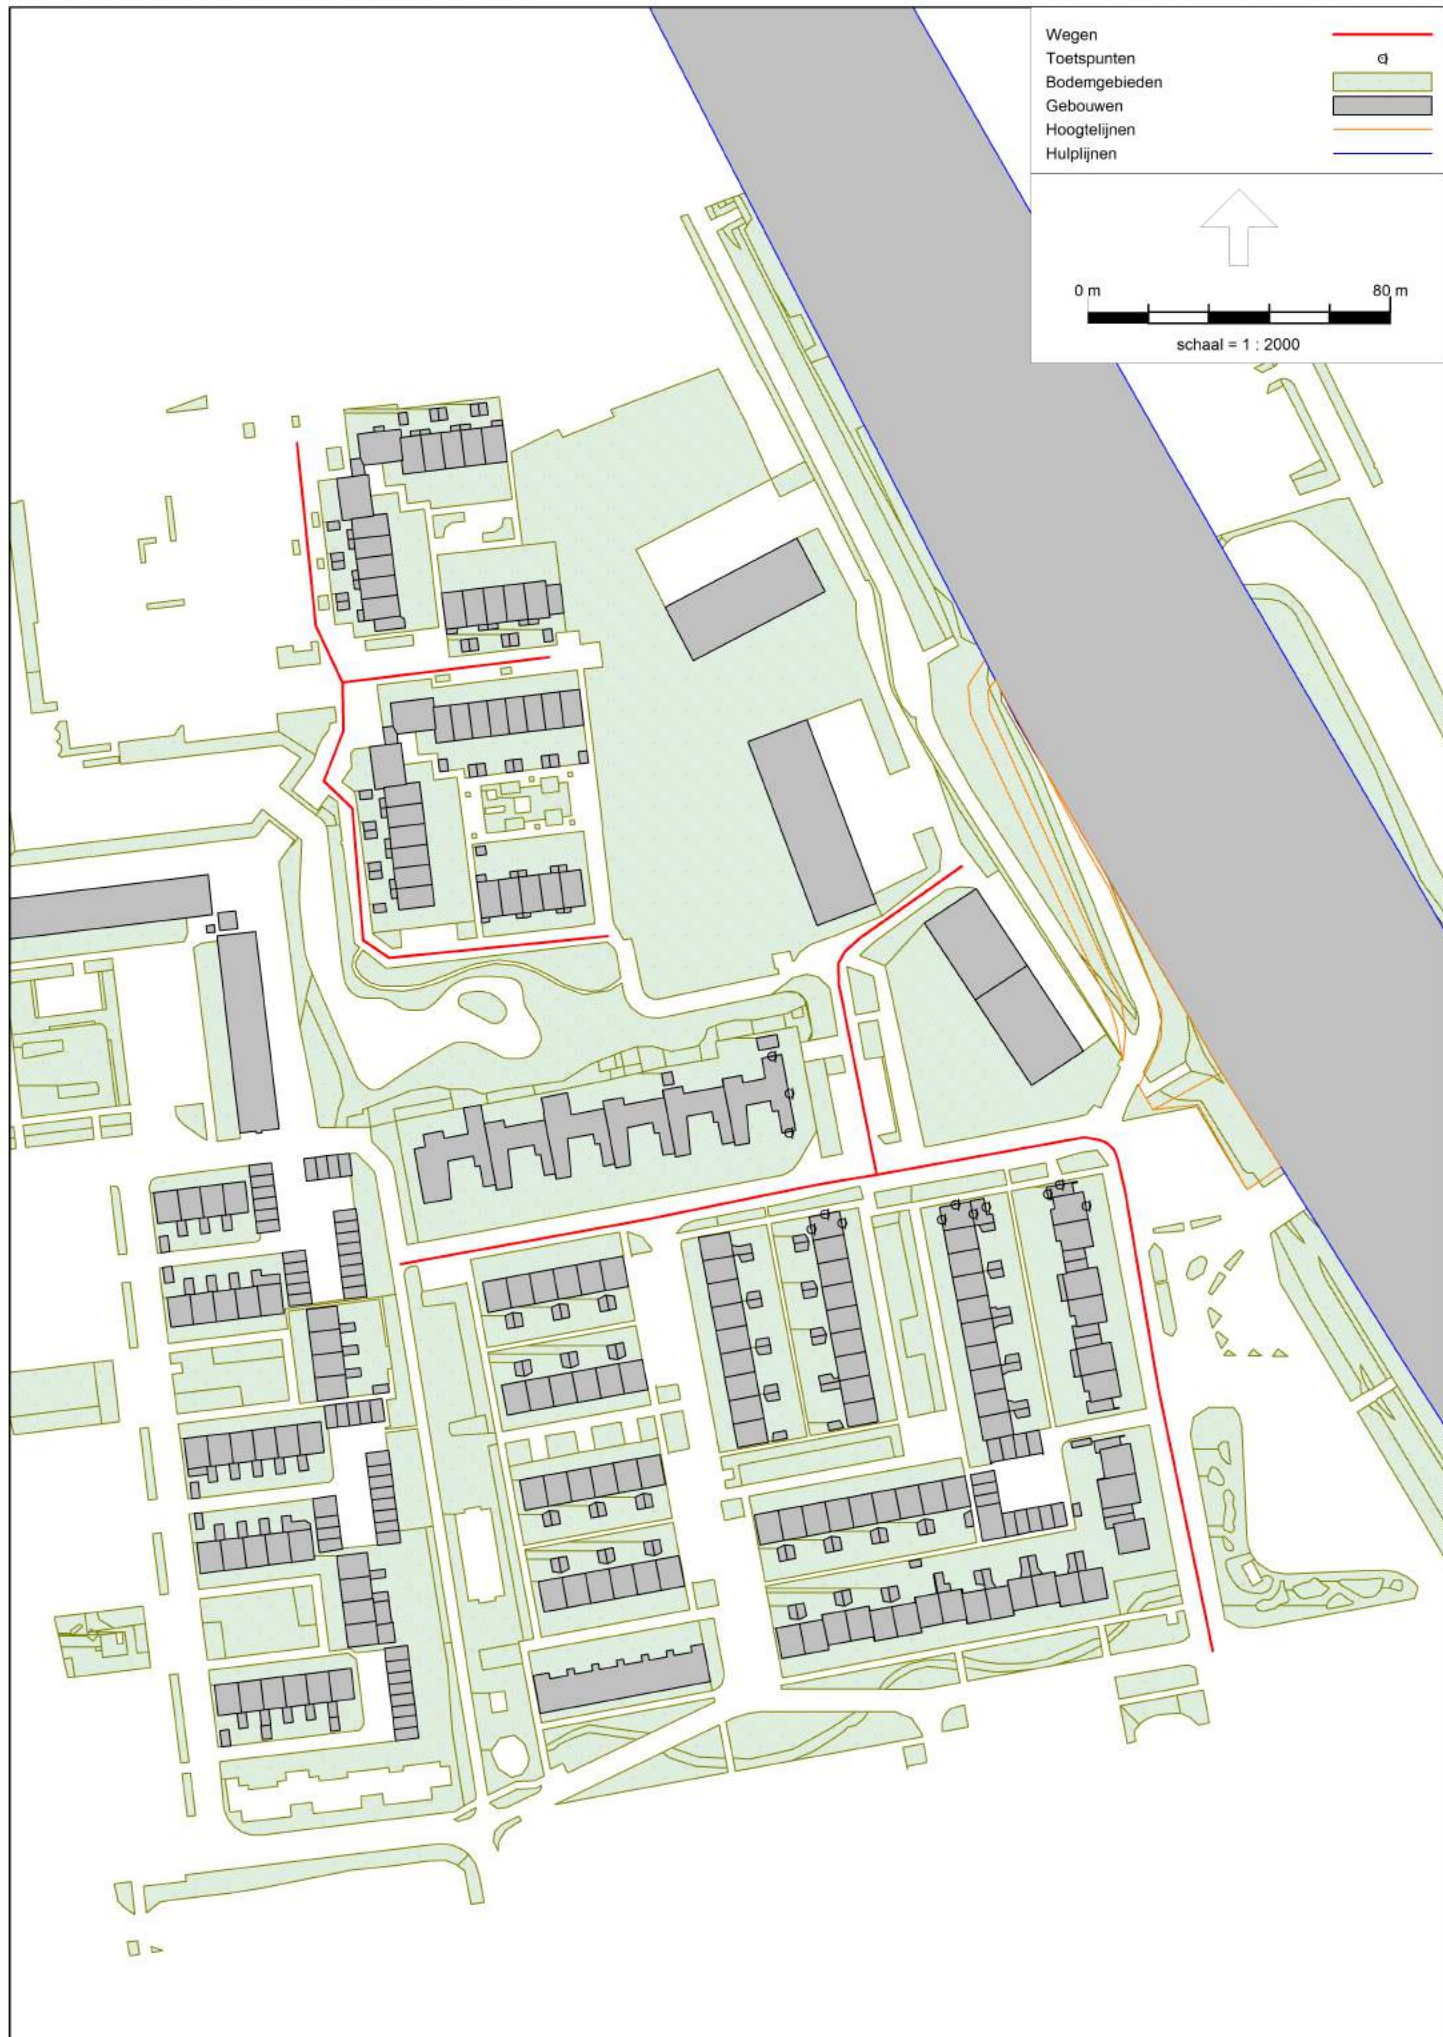 Wegen
Toetspunten
Bodemgebieden
Gebouwen
Hoogtelijnen
Hulplijnen
0 m 80 m
schaal = 1 : 2000